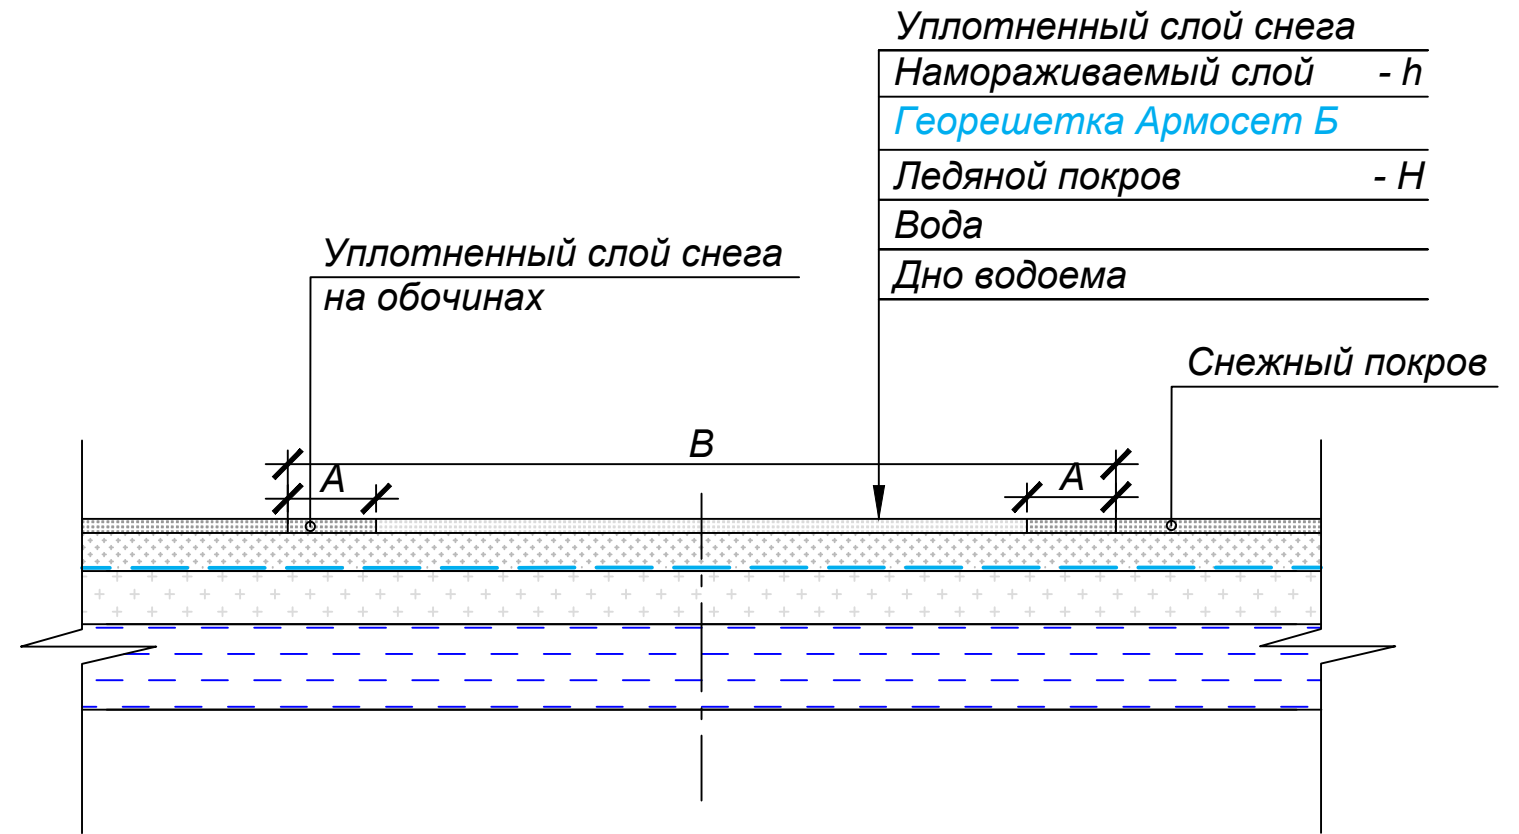 Уплотненный слой снега
Намораживаемый слой - h
Георешетка Армосет Б
Ледяной покров - H
Вода
Дно водоема
Уплотненный слой снега
на обочинах
Снежный покров
B
A
A